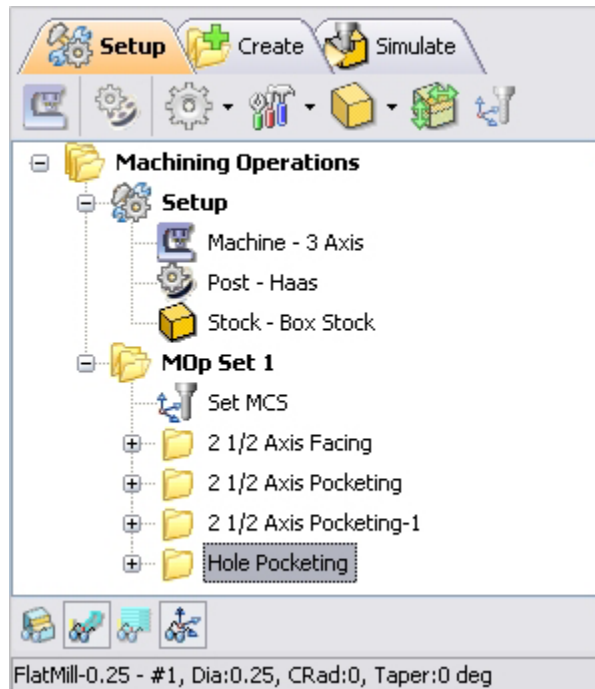 Setup Create Simulate
Machining Operations
Setup
Machine - 3 Axis
Post - Haas
Stock - Box Stock
MOp Set 1
Set MCS
2 1/2 Axis Facing
2 1/2 Axis Pocketing
2 1/2 Axis Pocketing-1
Hole Pocketing
FlatMill-0.25 - #1, Dia:0.25, CRad:0, Taper:0 deg